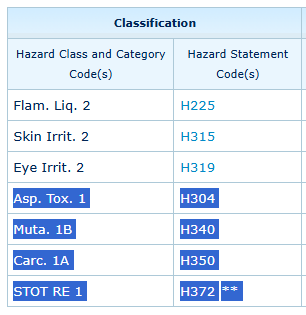 Classification
Hazard Class and Category Code(s)
Hazard Statement Code(s)
Flam. Liq. 2 H225
Skin Irrit. 2 H315
Eye Irrit. 2 H319
Asp. Tox. 1 H304
Muta. 1B H340
Carc. 1A H350
STOT RE 1 H372 **